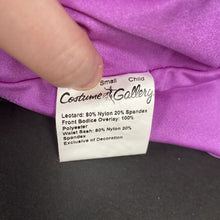 Small Child
Costume Gallery
Leotard: 80% Nylon 20% Spandex
Front Bodice Overlay: 100%
Polyester
Waist Sash: 80% Nylon 20%
Spandex
Exclusive of Decoration